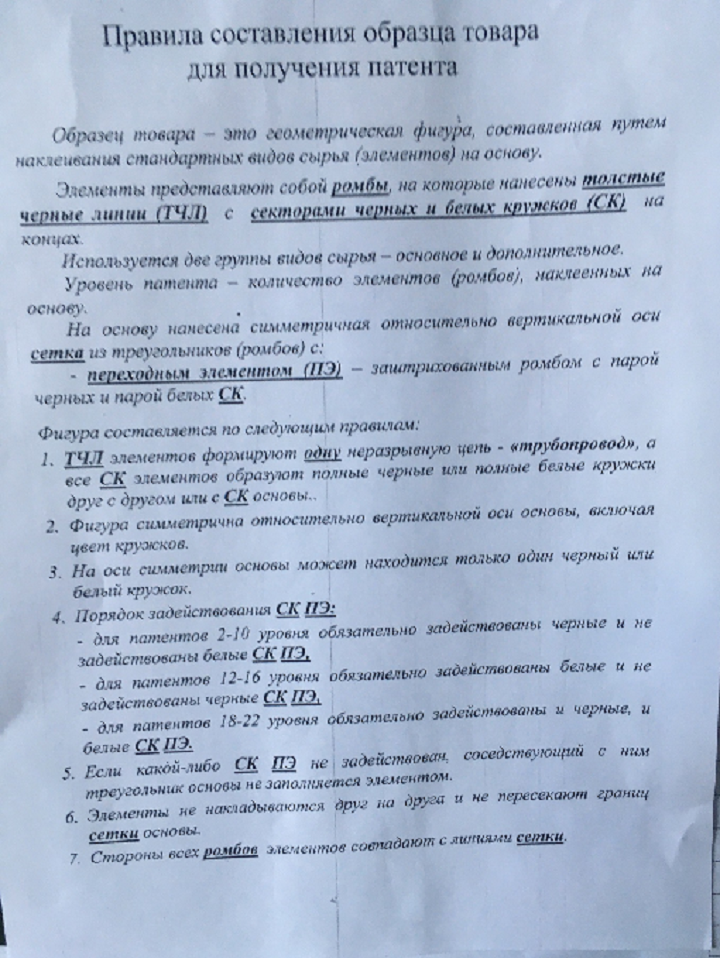 Правила составления образца товара
для получения патента
Образец товара – это геометрическая фигура, составленная путем
наклеивания стандартных видов сырья (элементов) на основу.
Элементы представляют собой ромбы, на которые нанесены толстые
черные линии (ТЧЛ) с секторами черных и белых кружков (СК) на
концах.
Используется две группы видов сырья – основное и дополнительное.
Уровень патента – количество элементов (ромбов), наклеенных на
основу.
На основу нанесена симметричная относительно вертикальной оси
сетка из треугольников (ромбов) с:
- переходным элементом (ПЭ) – заштрихованным ромбом с парой
черных и парой белых СК.
Фигура составляется по следующим правилам:
1. ТЧЛ элементов формируют одну неразрывную цепь - «трубопровод», а
все СК элементов образуют полные черные или полные белые кружки
друг с другом или с СК основы..
2. Фигура симметрична относительно вертикальной оси основы, включая
цвет кружков.
3. На оси симметрии основы может находится только один черный или
белый кружок.
4. Порядок задействования СК ПЭ:
- для патентов 2-10 уровня обязательно задействованы черные и не
задействованы белые СК ПЭ,
- для патентов 12-16 уровня обязательно задействованы белые и не
задействованы черные СК ПЭ,
- для патентов 18-22 уровня обязательно задействованы и черные, и
белые СК ПЭ.
5. Если какой-либо СК ПЭ не задействован, соседствующий с ним
треугольник основы не заполняется элементом.
6. Элементы не накладываются друг на друга и не пересекают границ
сетки основы.
7. Стороны всех ромбов элементов совпадают с линиями сетки.